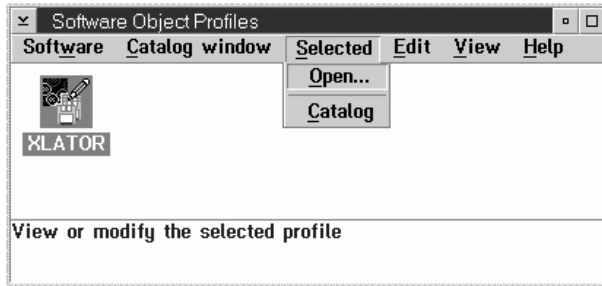 Software Object Profiles
Software Catalog window Selected Edit View Help
Open...
Catalog
XLATOR
View or modify the selected profile